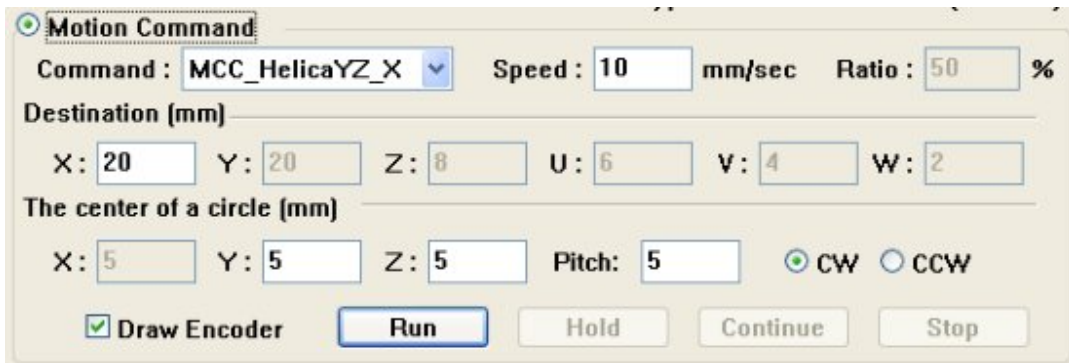 Motion Command
Command : MCC_HelicaYZ_X Speed : 10 mm/sec Ratio : 50 %
Destination (mm)
X : 20 Y : 20 Z : 8 U : 6 V : 4 W : 2
The center of a circle (mm)
X : 5 Y : 5 Z : 5 Pitch: 5 CW CCW
Draw Encoder Run Hold Continue Stop